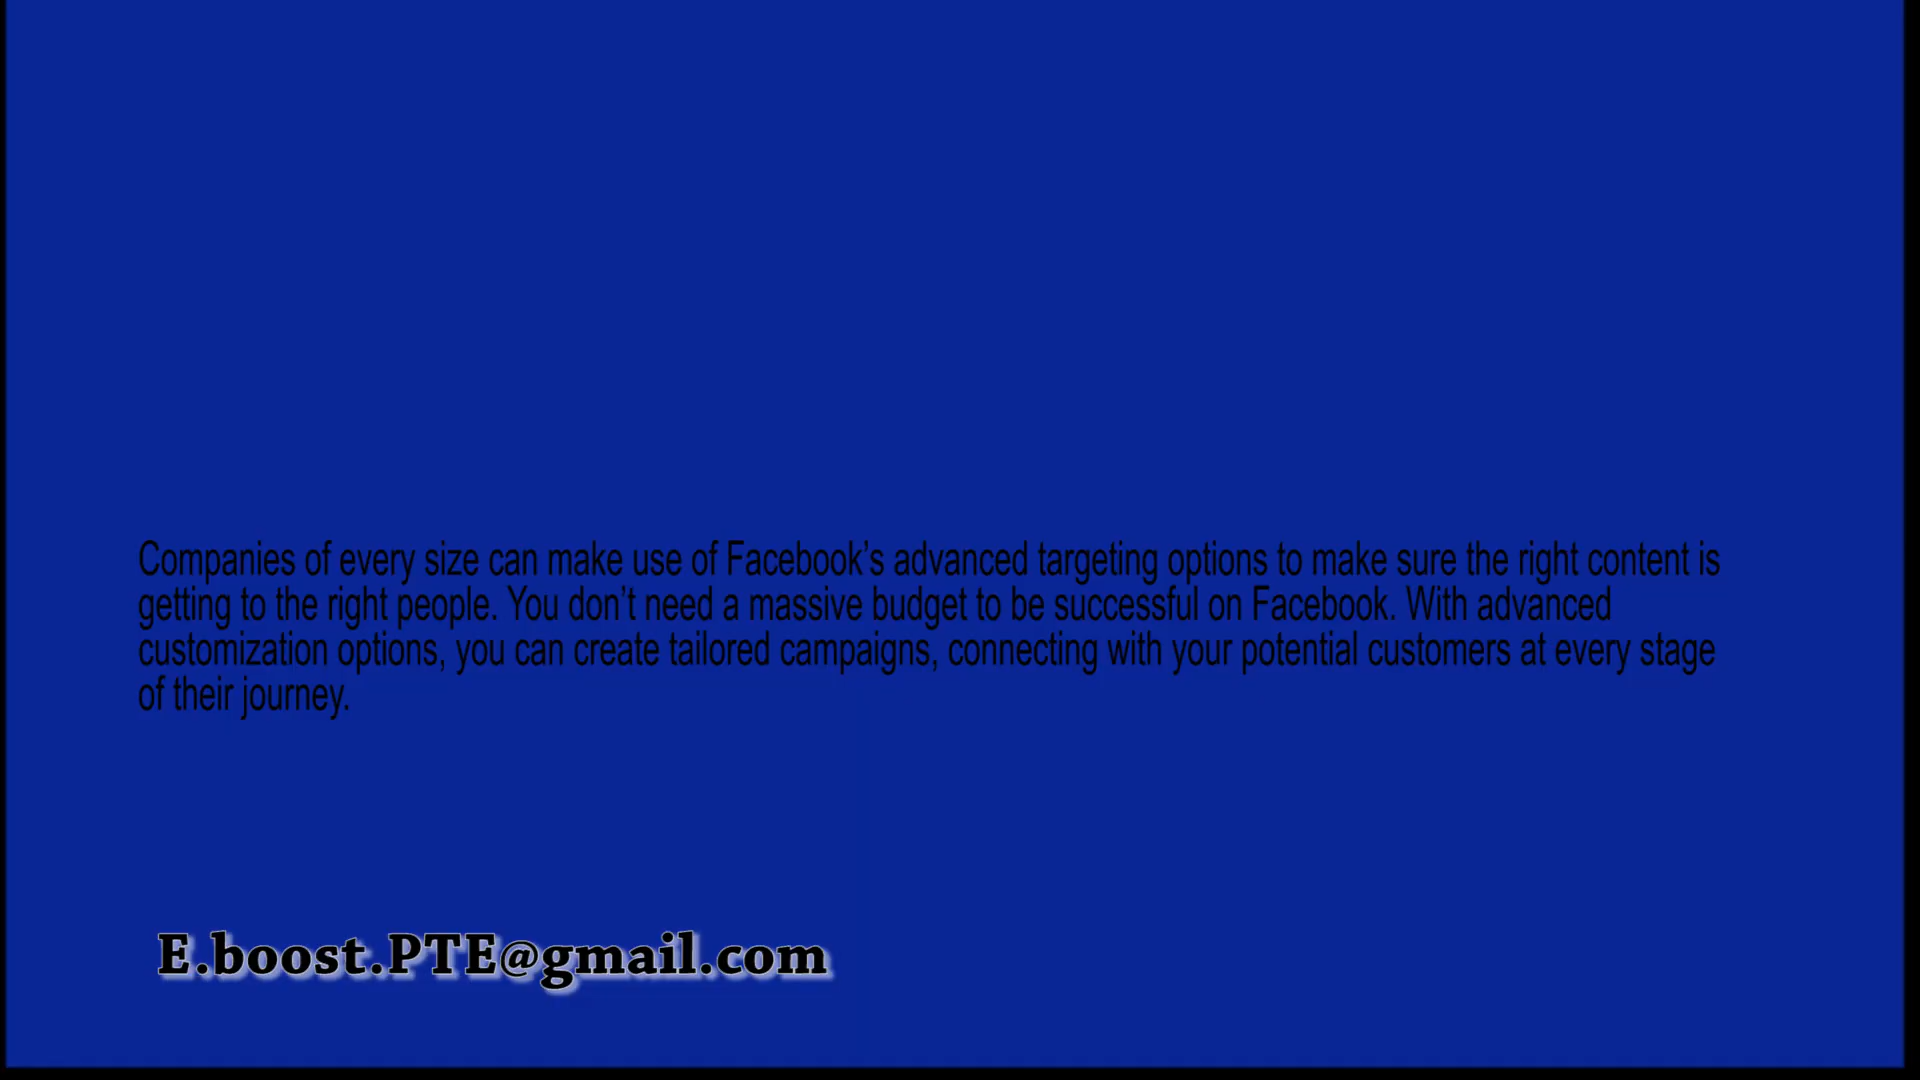 Companies of every size can make use of Facebook’s advanced targeting options to make sure the right content is
getting to the right people. You don’t need a massive budget to be successful on Facebook. With advanced
customization options, you can create tailored campaigns, connecting with your potential customers at every stage
of their journey.
E.boost.PTE@gmail.com